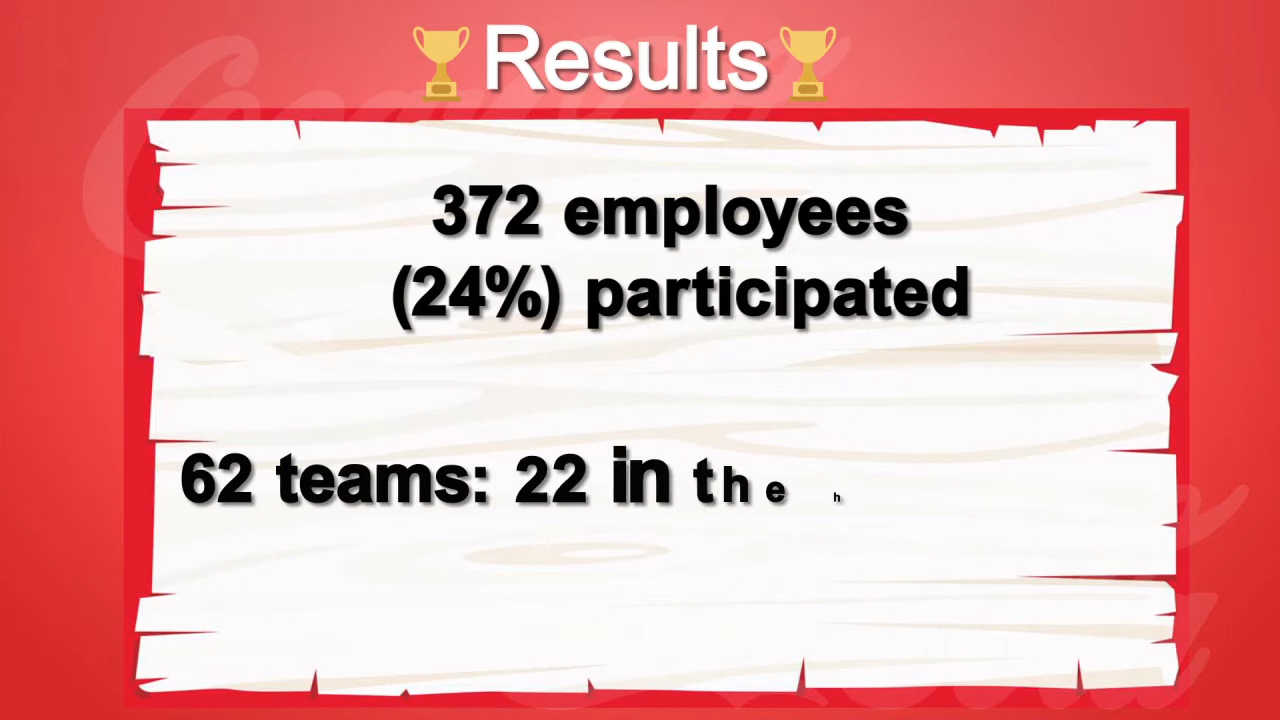 Results
372 employees
(24%) participated
62 teams: 22 in the h